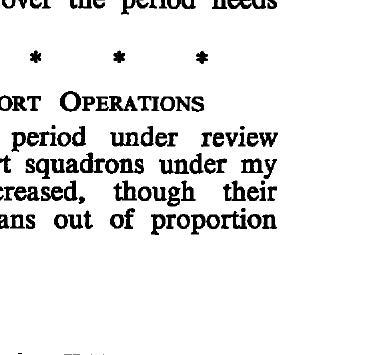 over the period needs
* * *
ORT OPERATIONS
period under review
rt squadrons under my
creased, though their
ans out of proportion